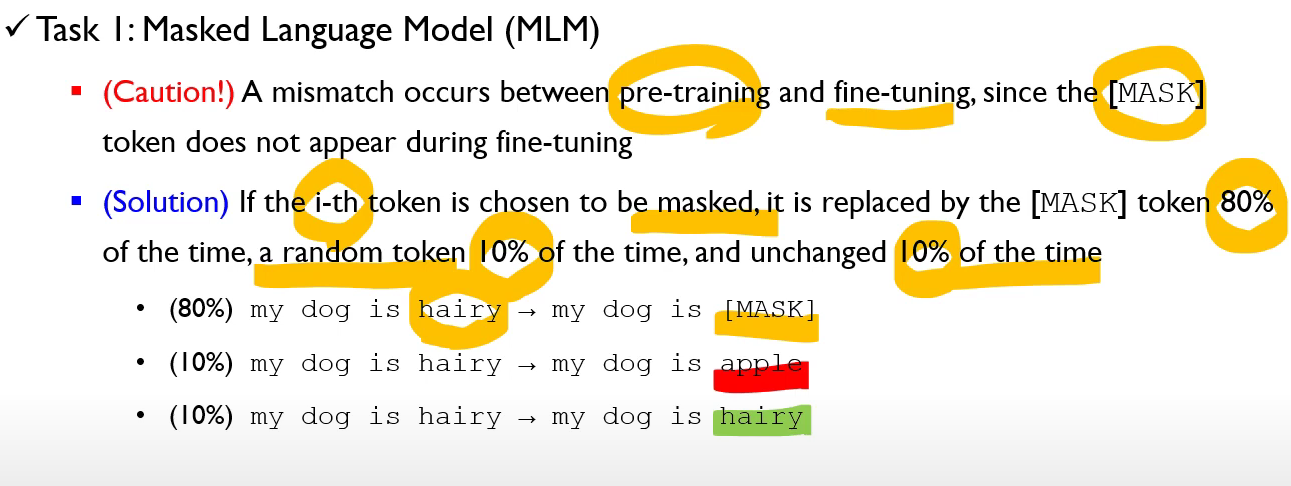 ✓ Task 1: Masked Language Model (MLM)
▪ (Caution!) A mismatch occurs between pre-training and fine-tuning, since the [MASK]
token does not appear during fine-tuning
▪ (Solution) If the i-th token is chosen to be masked, it is replaced by the [MASK] token 80%
of the time, a random token 10% of the time, and unchanged 10% of the time
• (80%) my dog is hairy → my dog is [MASK]
• (10%) my dog is hairy → my dog is apple
• (10%) my dog is hairy → my dog is hairy